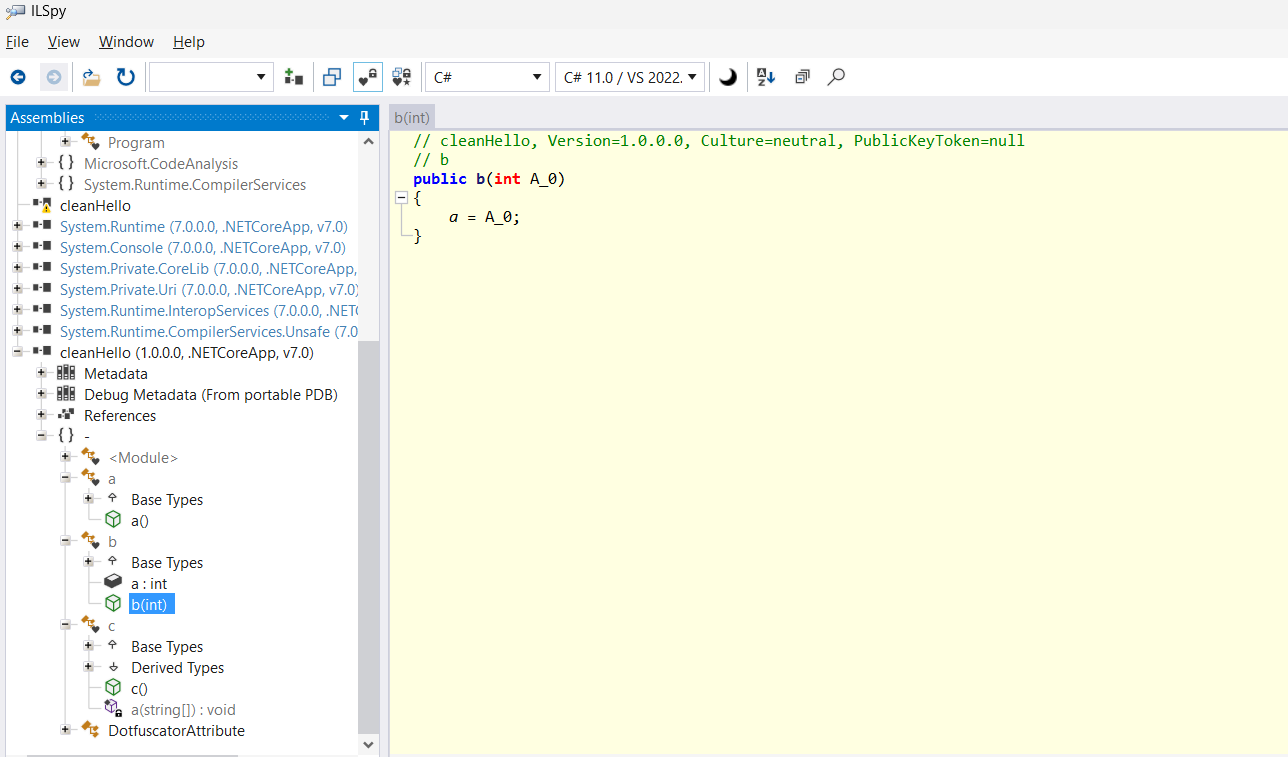 ILSpy
File View Window Help
C# C# 11.0 / VS 2022.
Assemblies
Program
Microsoft.CodeAnalysis
System.Runtime.CompilerServices
cleanHello
System.Runtime (7.0.0.0, .NETCoreApp, v7.0)
System.Console (7.0.0.0, .NETCoreApp, v7.0)
System.Private.CoreLib (7.0.0.0, .NETCoreApp,
System.Private.Uri (7.0.0.0, .NETCoreApp, v7.0)
System.Runtime.InteropServices (7.0.0.0, .NET
System.Runtime.CompilerServices.Unsafe (7.0
cleanHello (1.0.0.0, .NETCoreApp, v7.0)
Metadata
Debug Metadata (From portable PDB)
References
{ } -
<Module>
a
Base Types
a()
b
Base Types
a : int
b(int)
c
Base Types
Derived Types
c()
a(string[]) : void
DotfuscatorAttribute
b(int)
// cleanHello, Version=1.0.0.0, Culture=neutral, PublicKeyToken=null
// b
public b(int A_0)
{
a = A_0;
}